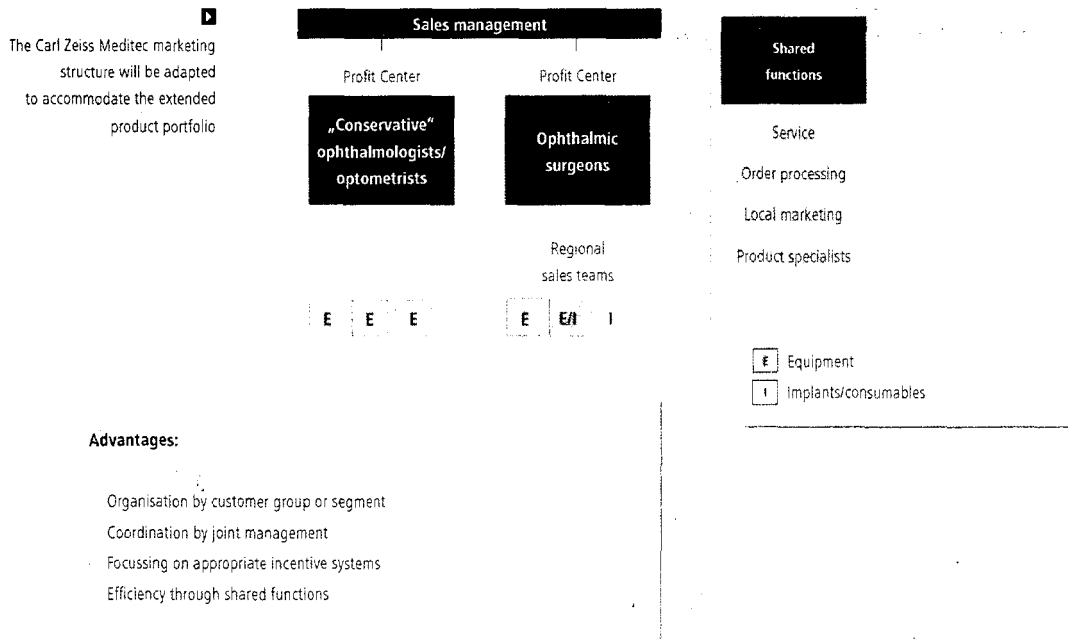 The Carl Zeiss Meditec marketing
structure will be adapted
to accommodate the extended
product portfolio
Sales management
Profit Center
„Conservative“
ophthalmologists/
optometrists
E E E
Profit Center
Ophthalmic
surgeons
Regional
sales teams
E E/I I
Shared
functions
Service
Order processing
Local marketing
Product specialists
E Equipment
I Implants/consumables
Advantages:
Organisation by customer group or segment
Coordination by joint management
Focussing on appropriate incentive systems
Efficiency through shared functions